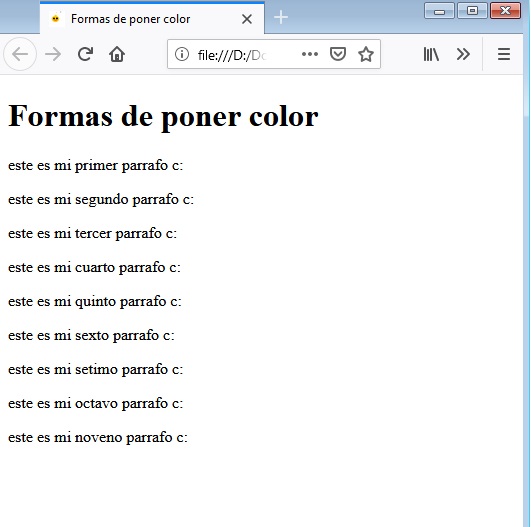 Formas de poner color
file:///D:/Do
Formas de poner color
este es mi primer parrafo c:
este es mi segundo parrafo c:
este es mi tercer parrafo c:
este es mi cuarto parrafo c:
este es mi quinto parrafo c:
este es mi sexto parrafo c:
este es mi setimo parrafo c:
este es mi octavo parrafo c:
este es mi noveno parrafo c: